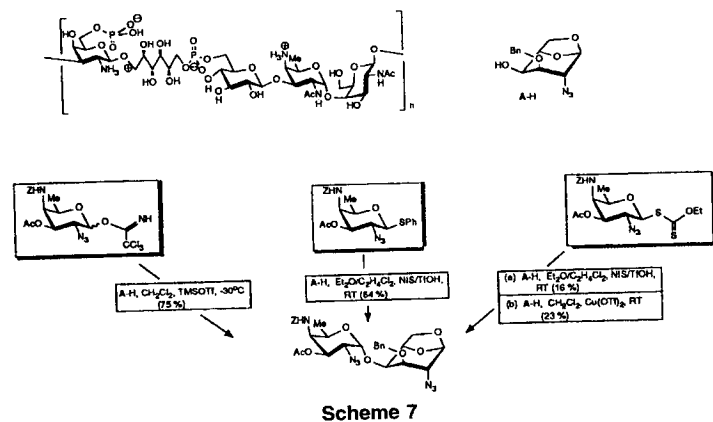 HO
O
O
⊖
P
OH
O
O
NH3
⊕
O
OH OH
OH OH
O
P
O
⊖
O
HO
HO
OH
O
⊕
H3N
Me
O
AcN
H
HO
O
NAc
H
HO
O
n
Bn
O
HO
O
N3
A-H
ZHN
Me
AcO
O
N3
O
NH
CCl3
ZHN
Me
AcO
O
N3
SPh
ZHN
Me
AcO
O
N3
S
OEt
S
A-H, CH2Cl2, TMSOTf, -30°C
(75 %)
A-H, Et2O/C2H4Cl2, NIS/TfOH,
RT (64 %)
(a) A-H, Et2O/C2H4Cl2, NIS/TfOH,
RT (16 %)
(b) A-H, Cu(OTf)2, RT
(23 %)
ZHN
Me
AcO
O
N3
O
Bn
O
O
N3
Scheme 7